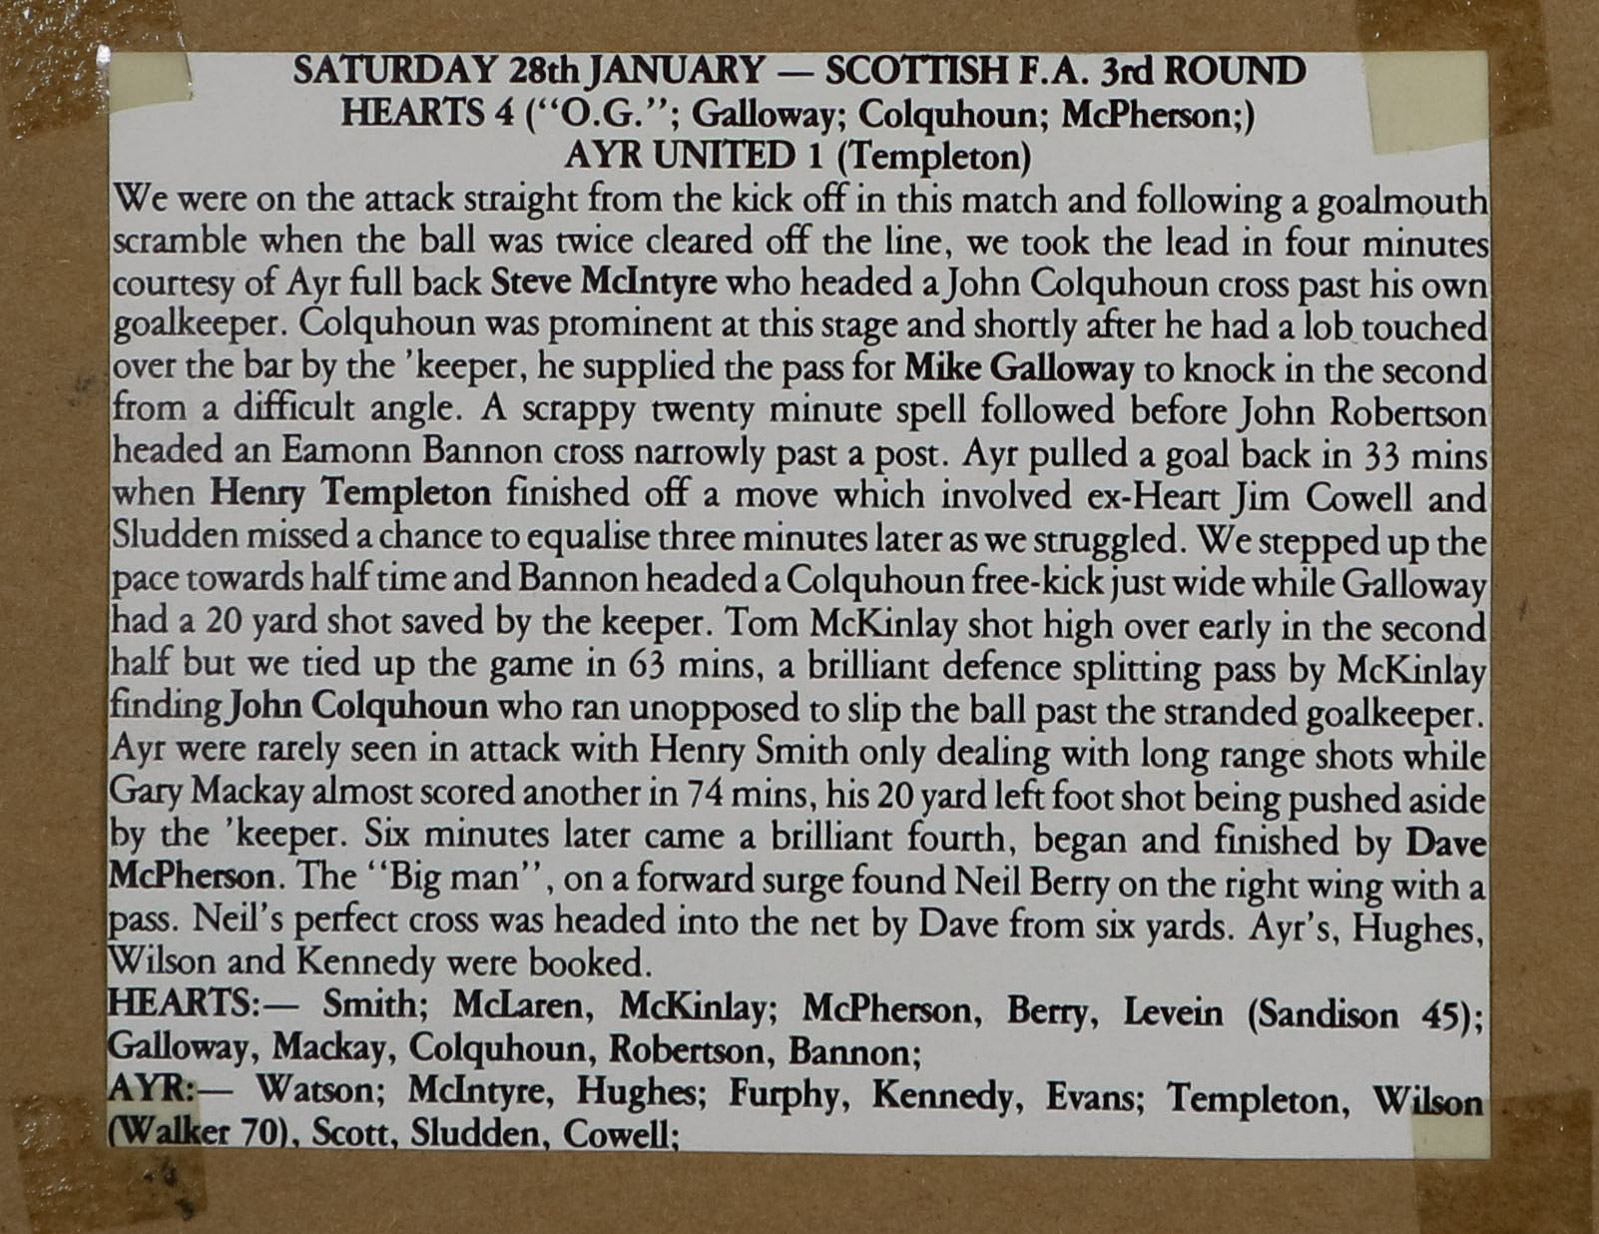 SATURDAY 28th JANUARY — SCOTTISH F.A. 3rd ROUND
HEARTS 4 (“O.G.”; Galloway; Colquhoun; McPherson;)
AYR UNITED 1 (Templeton)
We were on the attack straight from the kick off in this match and following a goalmouth
scramble when the ball was twice cleared off the line, we took the lead in four minutes
courtesy of Ayr full back Steve McIntyre who headed a John Colquhoun cross past his own
goalkeeper. Colquhoun was prominent at this stage and shortly after he had a lob touched
over the bar by the ’keeper, he supplied the pass for Mike Galloway to knock in the second
from a difficult angle. A scrappy twenty minute spell followed before John Robertson
headed an Eamonn Bannon cross narrowly past a post. Ayr pulled a goal back in 33 mins
when Henry Templeton finished off a move which involved ex-Heart Jim Cowell and
Sludden missed a chance to equalise three minutes later as we struggled. We stepped up the
pace towards half time and Bannon headed a Colquhoun free-kick just wide while Galloway
had a 20 yard shot saved by the keeper. Tom McKinlay shot high over early in the second
half but we tied up the game in 63 mins, a brilliant defence splitting pass by McKinlay
finding John Colquhoun who ran unopposed to slip the ball past the stranded goalkeeper.
Ayr were rarely seen in attack with Henry Smith only dealing with long range shots while
Gary Mackay almost scored another in 74 mins, his 20 yard left foot shot being pushed aside
by the ’keeper. Six minutes later came a brilliant fourth, began and finished by Dave
McPherson. The “Big man”, on a forward surge found Neil Berry on the right wing with a
pass. Neil’s perfect cross was headed into the net by Dave from six yards. Ayr’s, Hughes,
Wilson and Kennedy were booked.
HEARTS:— Smith; McLaren, McKinlay; McPherson, Berry, Levein (Sandison 45);
Galloway, Mackay, Colquhoun, Robertson, Bannon;
AYR:— Watson; McIntyre, Hughes; Furphy, Kennedy, Evans; Templeton, Wilson
(Walker 70), Scott, Sludden, Cowell;